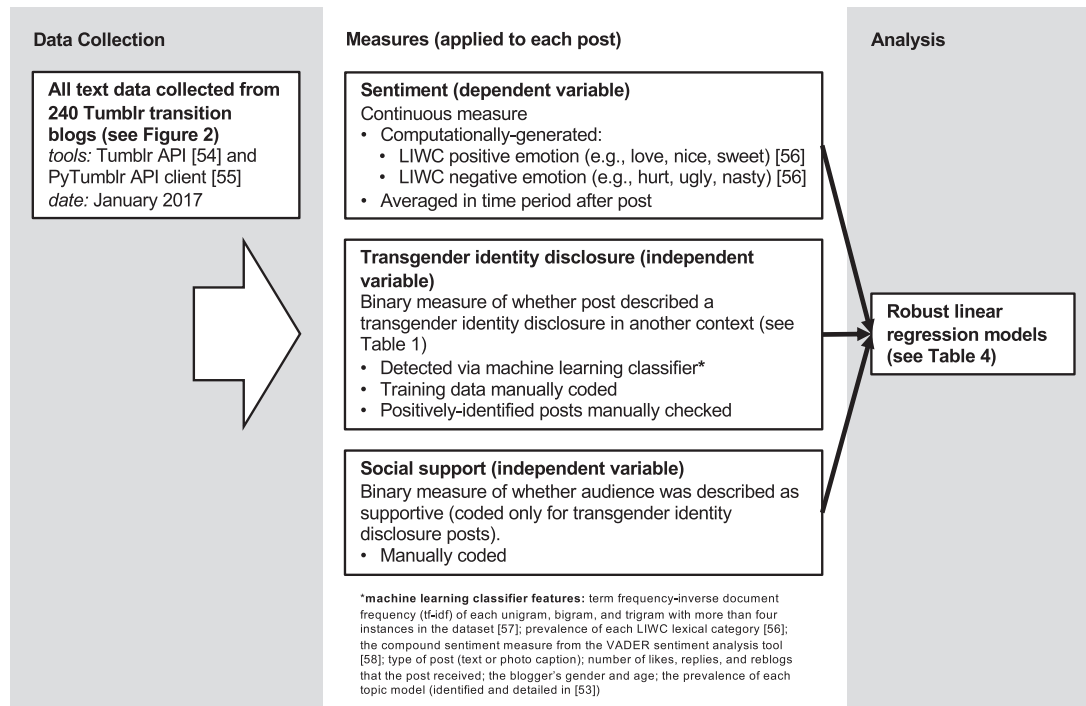 Data Collection
All text data collected from
240 Tumblr transition
blogs (see Figure 2)
tools: Tumblr API [54] and
PyTumblr API client [55]
date: January 2017
Measures (applied to each post)
Sentiment (dependent variable)
Continuous measure
• Computationally-generated:
• LIWC positive emotion (e.g., love, nice, sweet) [56]
• LIWC negative emotion (e.g., hurt, ugly, nasty) [56]
• Averaged in time period after post
Transgender identity disclosure (independent
variable)
Binary measure of whether post described a
transgender identity disclosure in another context (see
Table 1)
• Detected via machine learning classifier*
• Training data manually coded
• Positively-identified posts manually checked
Social support (independent variable)
Binary measure of whether audience was described as
supportive (coded only for transgender identity
disclosure posts).
• Manually coded
*machine learning classifier features: term frequency-inverse document
frequency (tf-idf) of each unigram, bigram, and trigram with more than four
instances in the dataset [57]; prevalence of each LIWC lexical category [56];
the compound sentiment measure from the VADER sentiment analysis tool
[58]; type of post (text or photo caption); number of likes, replies, and reblogs
that the post received; the blogger's gender and age; the prevalence of each
topic model (identified and detailed in [53])
Analysis
Robust linear
regression models
(see Table 4)